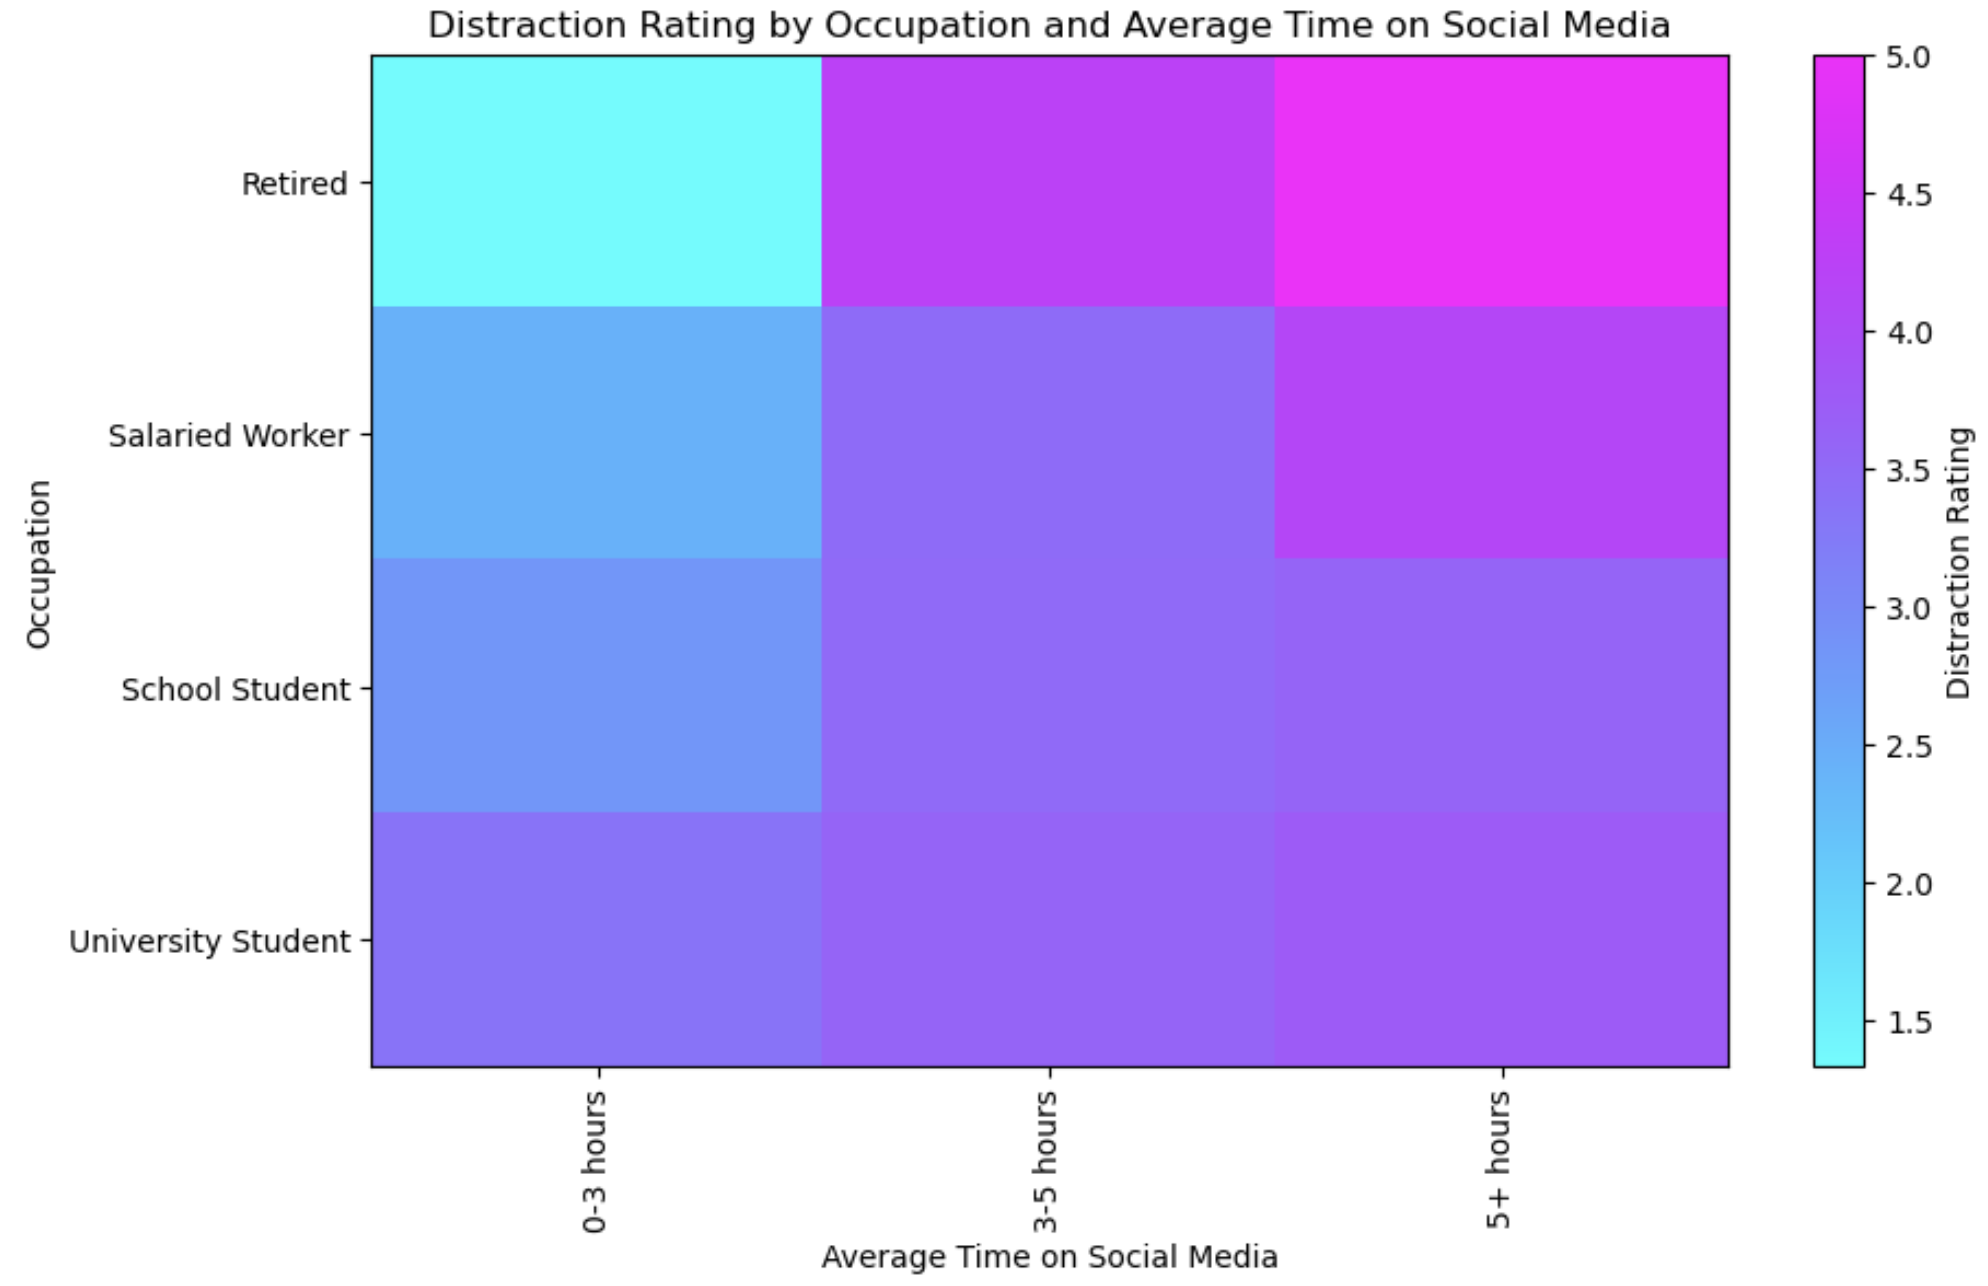 Distraction Rating by Occupation and Average Time on Social Media
Occupation
Retired
Salaried Worker
School Student
University Student
0-3 hours
3-5 hours
5+ hours
Average Time on Social Media
5.0
4.5
4.0
3.5
3.0
2.5
2.0
1.5
Distraction Rating